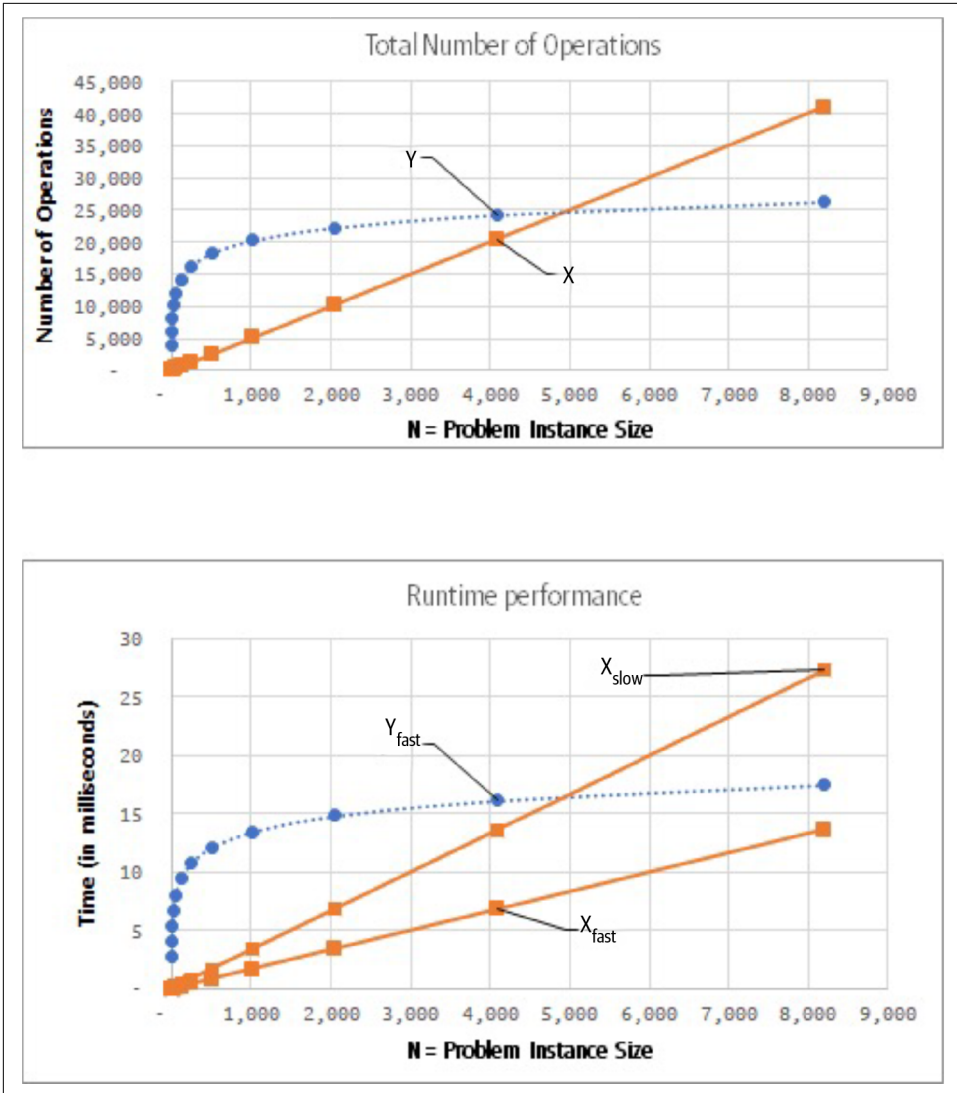 Total Number of Operations
45,000
40,000
35,000
30,000
25,000
20,000
15,000
10,000
5,000
-
Number of Operations
Y
X
- 1,000 2,000 3,000 4,000 5,000 6,000 7,000 8,000 9,000
N = Problem Instance Size
Runtime performance
30
25
20
15
10
5
-
Time (in milliseconds)
Xslow
Yfast
Xfast
- 1,000 2,000 3,000 4,000 5,000 6,000 7,000 8,000 9,000
N = Problem Instance Size